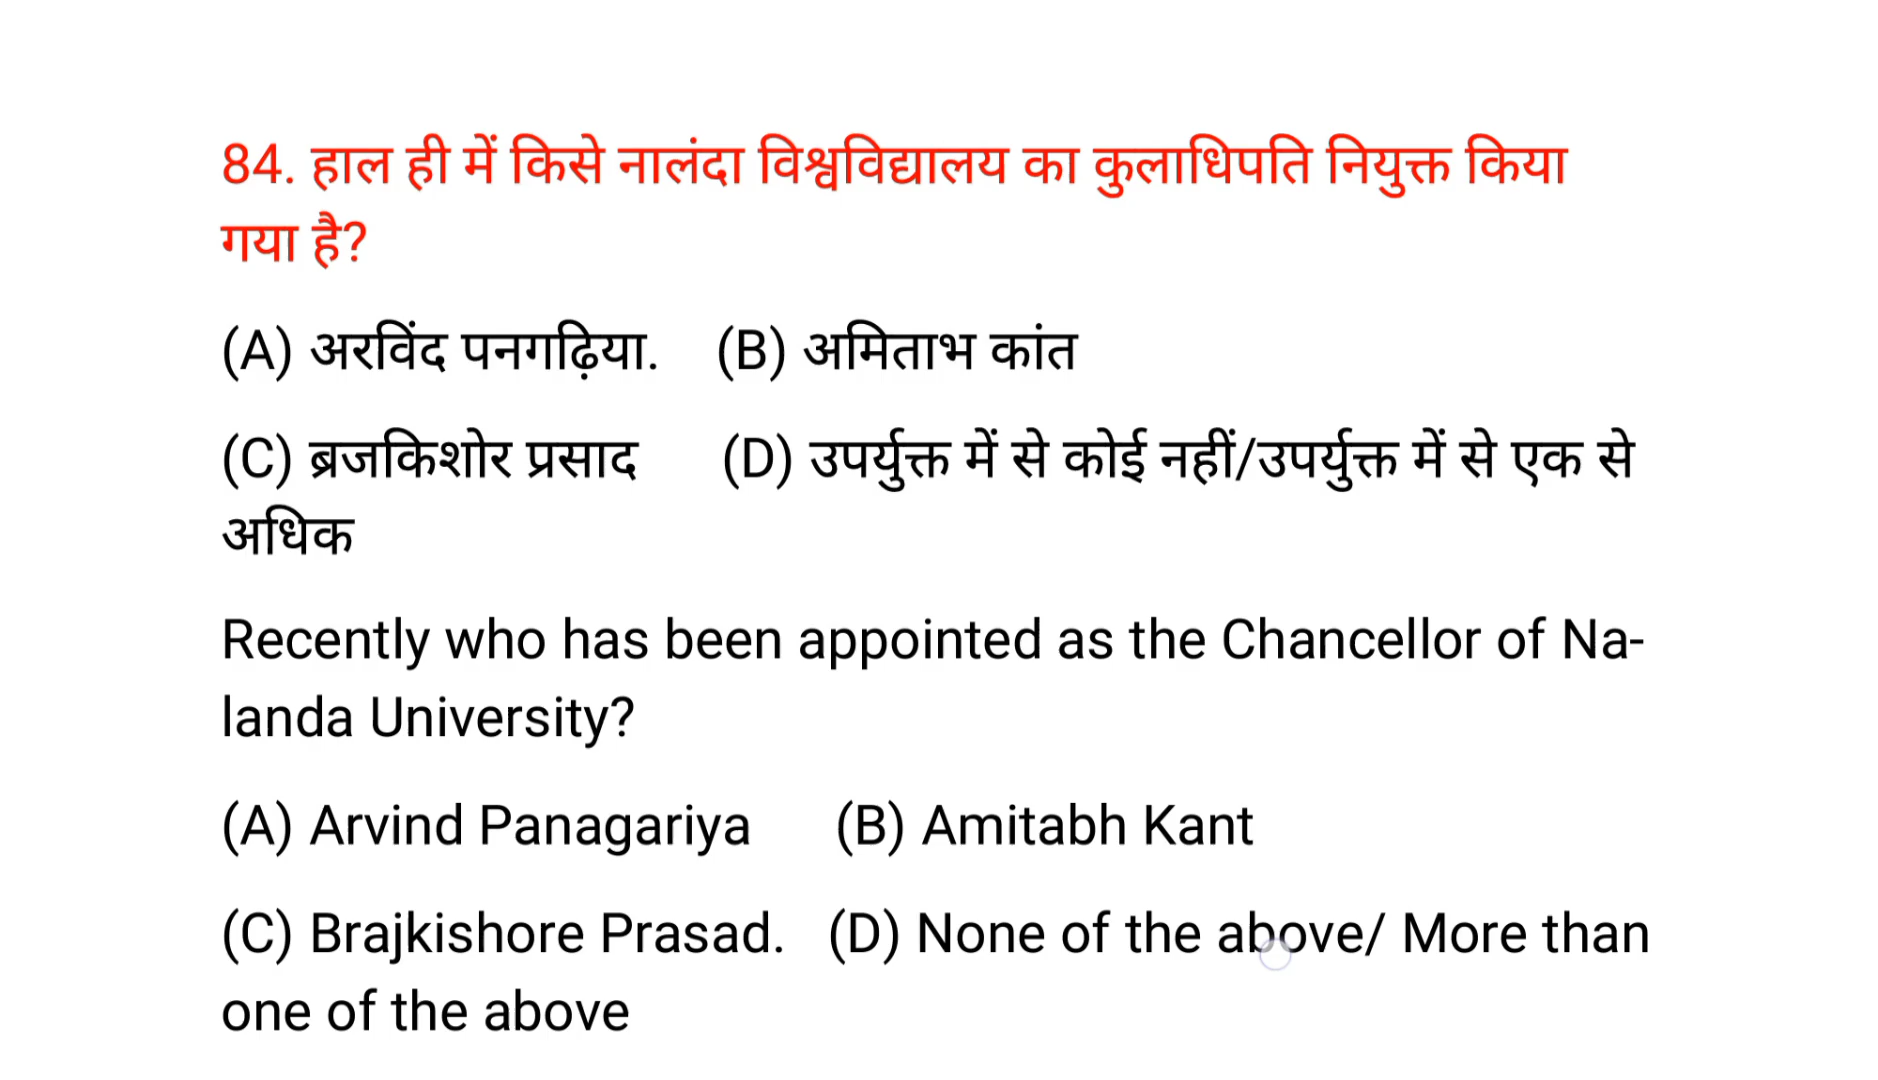 84. हाल ही में किसे नालंदा विश्वविद्यालय का कुलाधिपति नियुक्त किया
गया है?
(A) अरविंद पनगढ़िया. (B) अमिताभ कांत
(C) ब्रजकिशोर प्रसाद (D) उपर्युक्त में से कोई नहीं/उपर्युक्त में से एक से
अधिक
Recently who has been appointed as the Chancellor of Na-
landa University?
(A) Arvind Panagariya (B) Amitabh Kant
(C) Brajkishore Prasad. (D) None of the above/ More than
one of the above